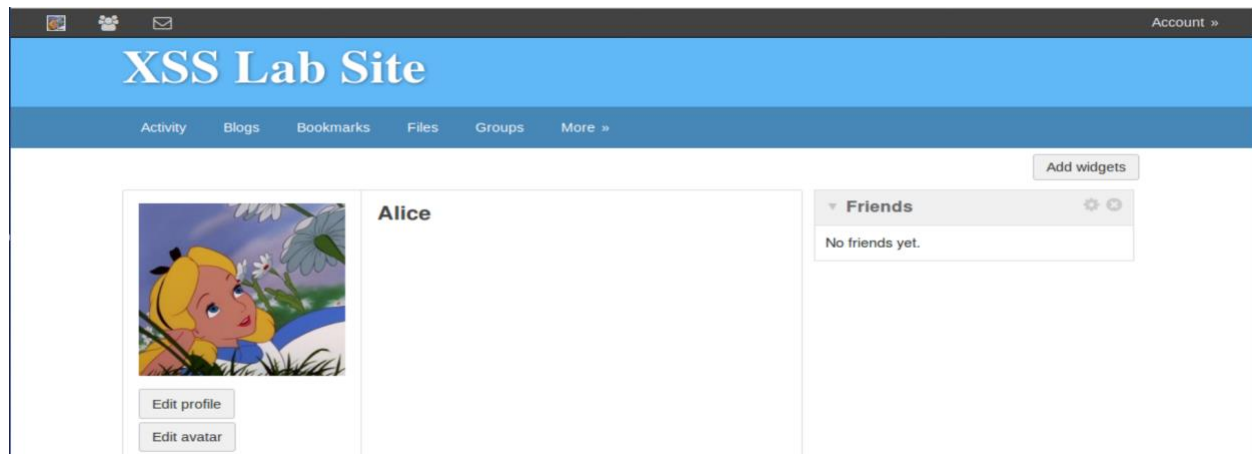 Account »
XSS Lab Site
Activity Blogs Bookmarks Files Groups More »
Add widgets
Alice
Friends
No friends yet.
Edit profile
Edit avatar